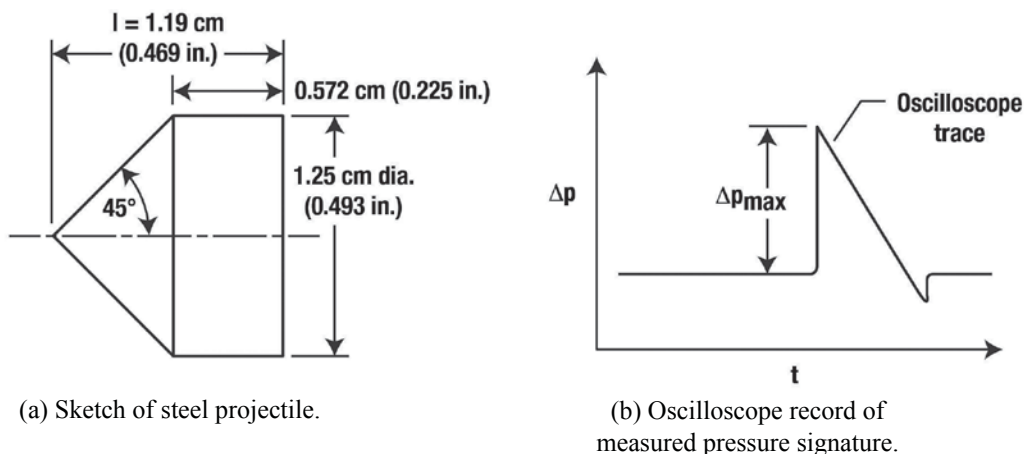 l = 1.19 cm
(0.469 in.)
0.572 cm (0.225 in.)
1.25 cm dia.
(0.493 in.)
45°
(a) Sketch of steel projectile.
Oscilloscope
trace
Δp
Δpmax
t
(b) Oscilloscope record of
measured pressure signature.